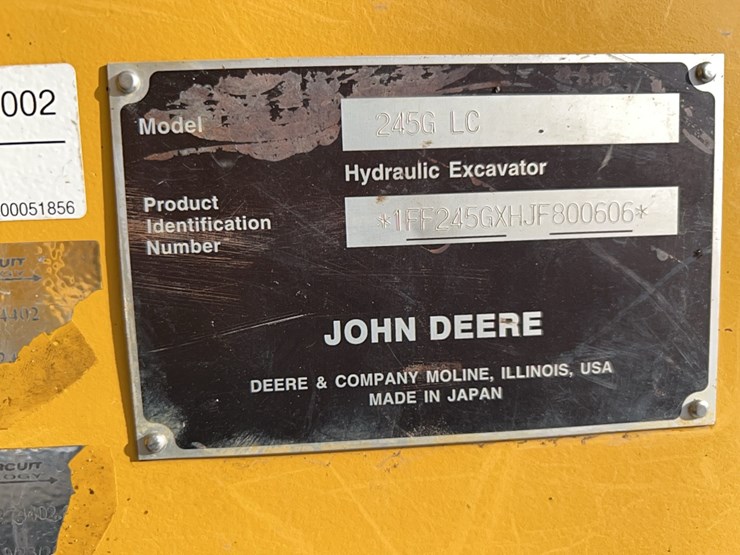 002
00051856
Model 245G LC
Hydraulic Excavator
Product
Identification
Number
*1FF245GXHJF800606*
JOHN DEERE
DEERE & COMPANY MOLINE, ILLINOIS, USA
MADE IN JAPAN